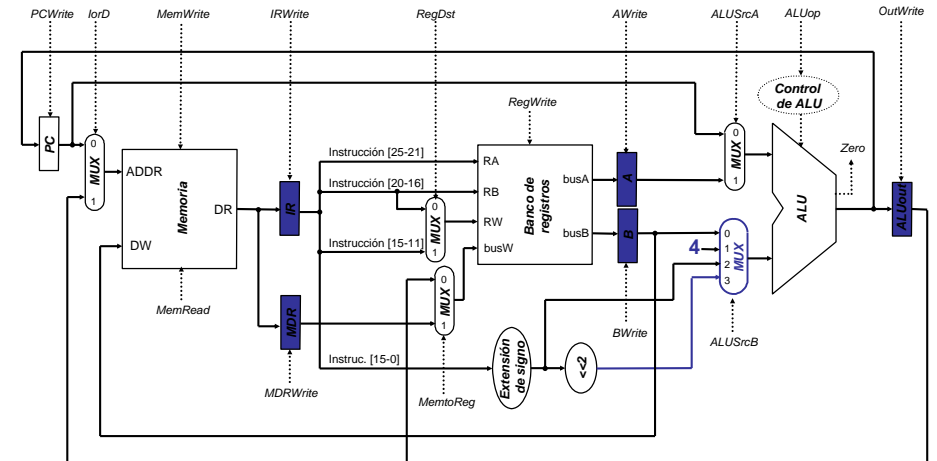 PCWrite IorD MemWrite IRWrite RegDst AWrite ALUSrcA ALUop OutWrite
RegWrite
Control
de ALU
Zero
PC
0
MUX
1
ADDR
Memoria
DR
DW
MemRead
IR
MDR
MDRWrite
Instrucción [25-21]
Instrucción [20-16]
Instrucción [15-11]
Instruc. [15-0]
0
MUX
1
0
MUX
1
MemtoReg
RA
RB
RW
busW
Banco de
registros
busA
busB
A
B
BWrite
Extensión
de signo
<<2
0
MUX
1
4
0
1
2
3
MUX
ALUSrcB
ALU
ALUout